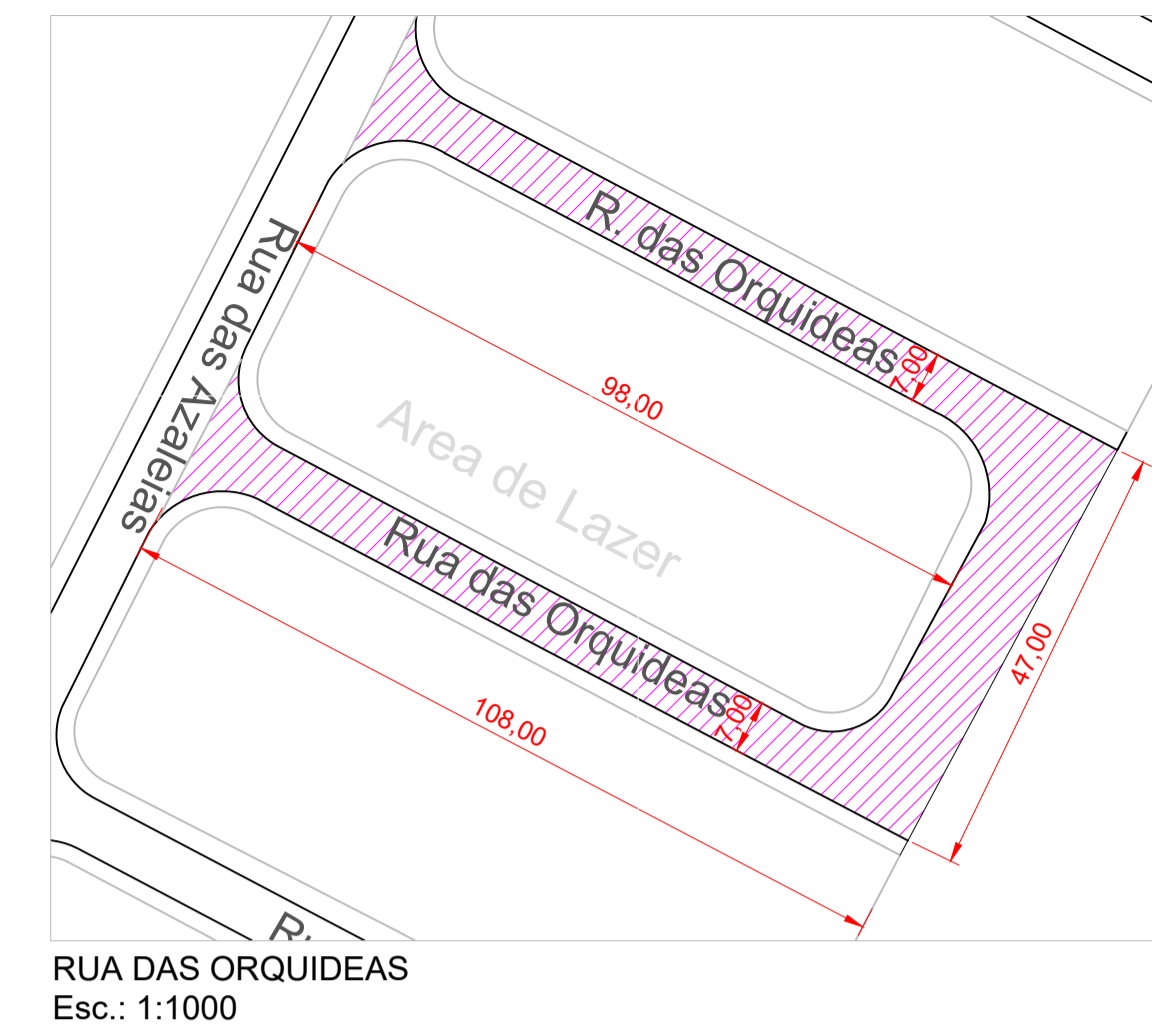 R. das Orquideas
7,00
Rua das Azaleias
98,00
Area de Lazer
47,00
Rua das Orquideas
7,00
108,00
RUA DAS ORQUIDEAS
Esc.: 1:1000